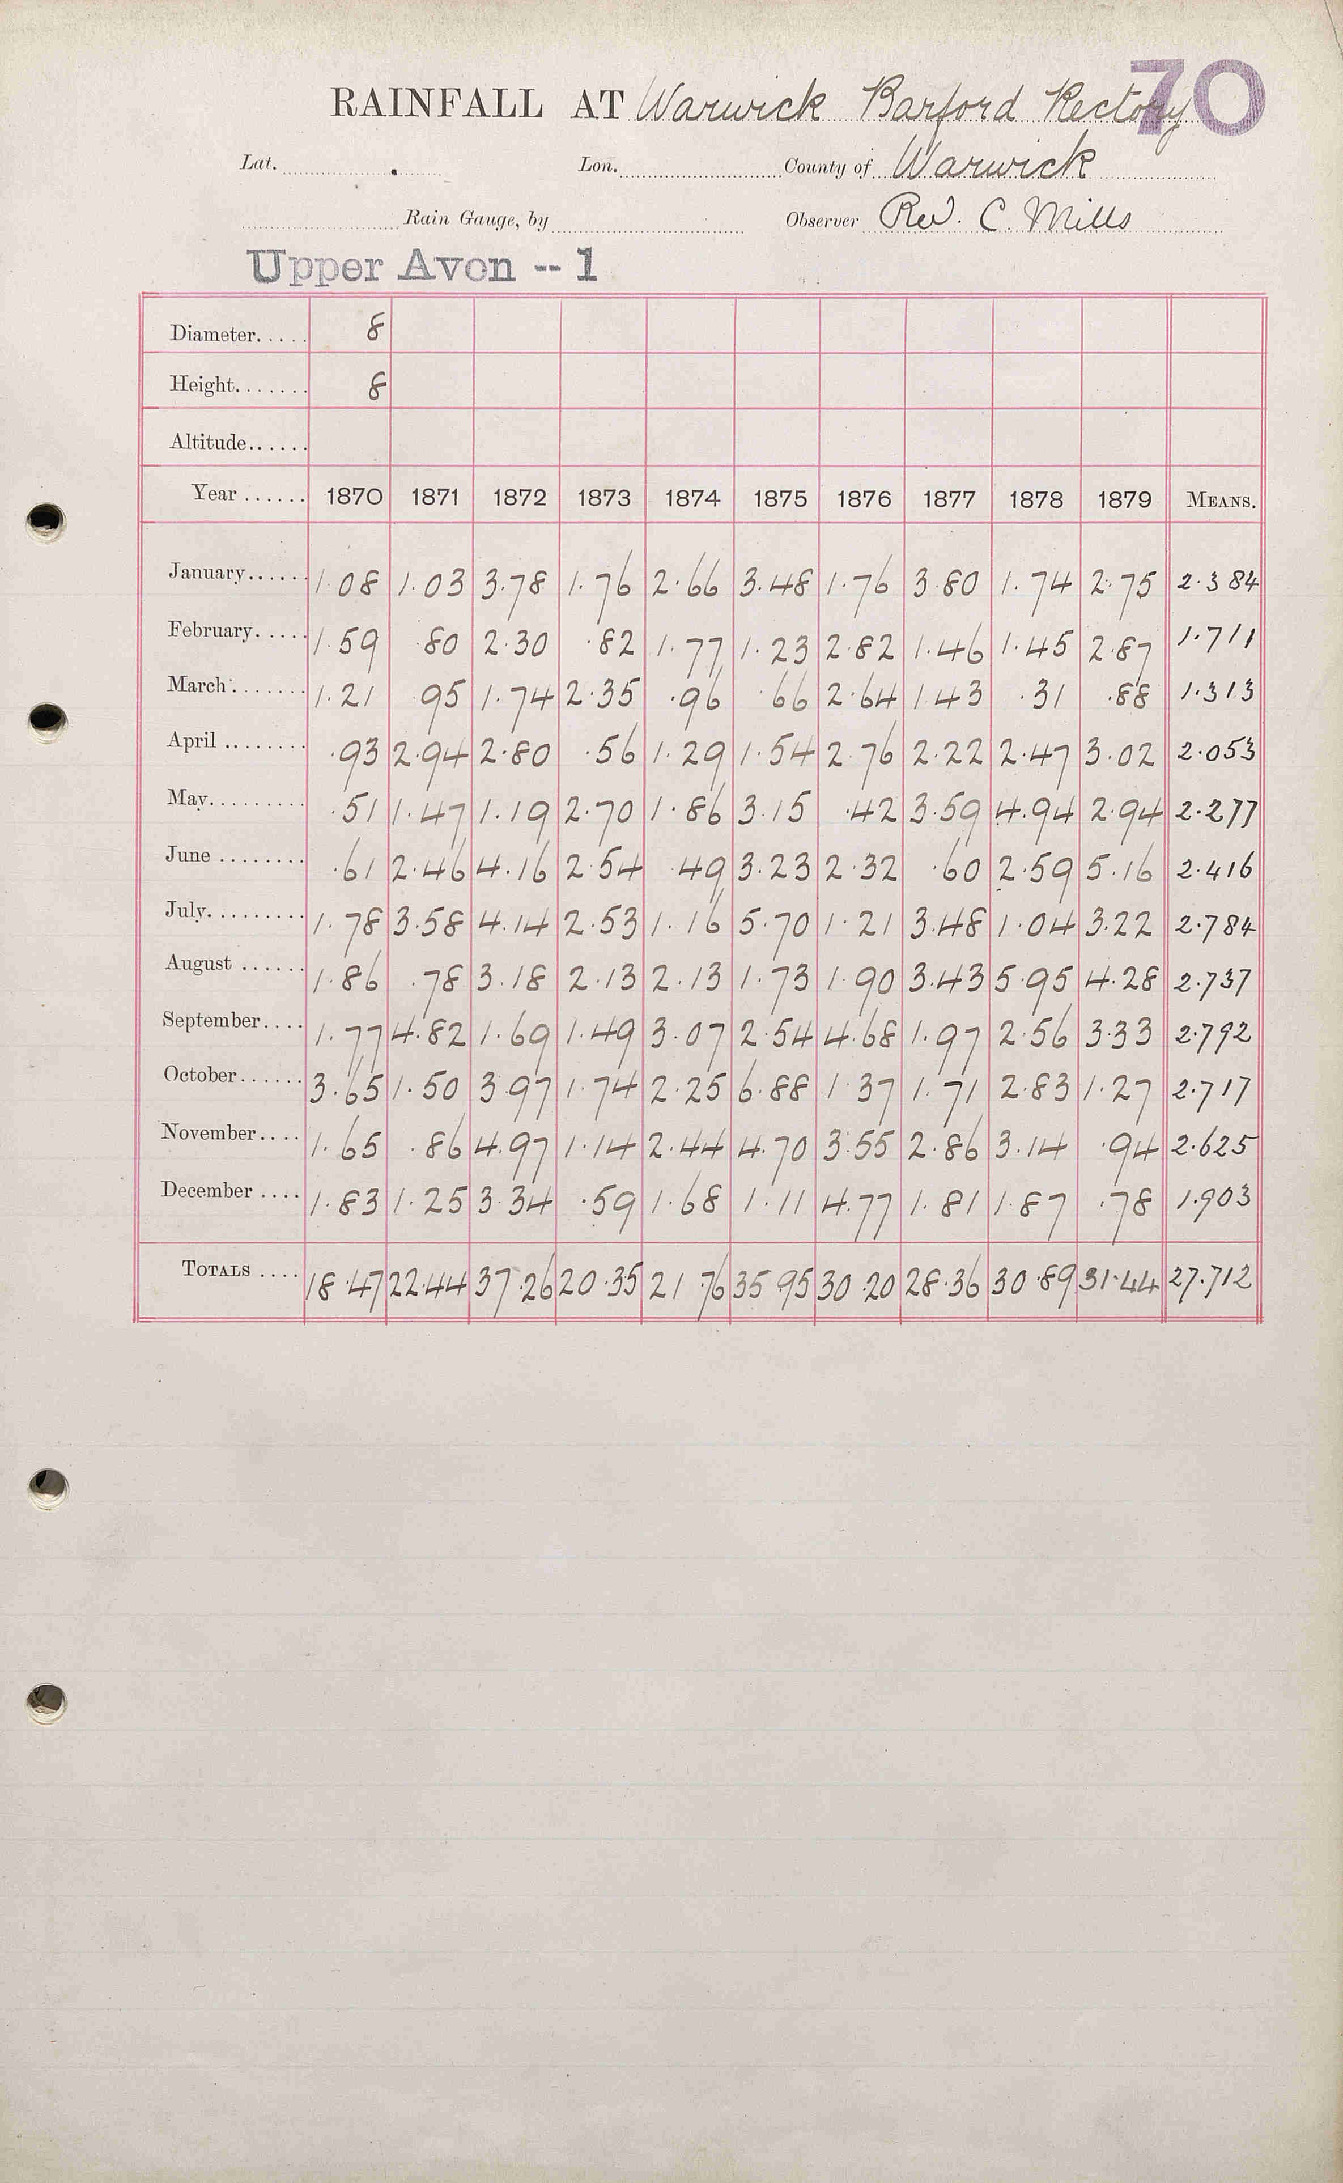 70
RAINFALL AT Warwick Barford Rectory
Lat. Lon. County of Warwick
Rain Gauge, by Observer Rev. C. Mills
Upper Avon -- 1
Diameter..... 8
Height....... 8
Altitude......
Year ...... 1870 1871 1872 1873 1874 1875 1876 1877 1878 1879 MEANS.
January...... 1.08 1.03 3.78 1.76 2.66 3.48 1.76 3.80 1.74 2.75 2.384
February..... 1.59 .80 2.30 .82 1.77 1.23 2.82 1.46 1.45 2.87 1.711
March....... 1.21 .95 1.74 2.35 .96 .66 2.64 1.43 .31 .88 1.313
April ........ .93 2.94 2.80 .56 1.29 1.54 2.76 2.22 2.47 3.02 2.053
May......... .51 1.47 1.19 2.70 1.86 3.15 .42 3.59 4.94 2.94 2.277
June ........ .61 2.46 4.16 2.54 .49 3.23 2.32 .60 2.59 5.16 2.416
July......... 1.78 3.58 4.14 2.53 1.16 5.70 1.21 3.48 1.04 3.22 2.784
August ...... 1.86 .78 3.18 2.13 2.13 1.73 1.90 3.43 5.95 4.28 2.737
September.... 1.77 4.82 1.69 1.49 3.07 2.54 4.68 1.97 2.56 3.33 2.792
October...... 3.65 1.50 3.97 1.74 2.25 6.88 1.37 1.71 2.83 1.27 2.717
November.... 1.65 .86 4.97 1.14 2.44 4.70 3.55 2.86 3.14 .94 2.625
December .... 1.83 1.25 3.34 .59 1.68 1.11 4.77 1.81 1.87 .78 1.903
TOTALS .... 18.47 22.44 37.26 20.35 21.76 35.95 30.20 28.36 30.89 31.44 27.712